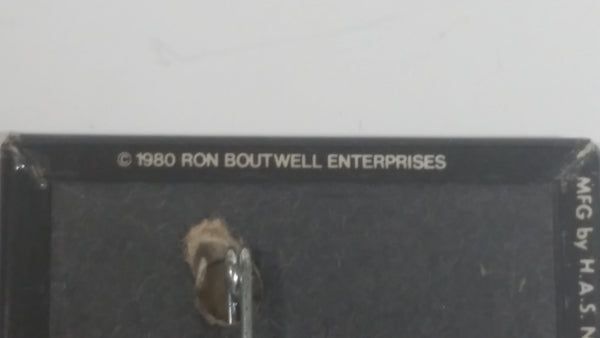 © 1980 RON BOUTWELL ENTERPRISES
MFG by H.A.S.